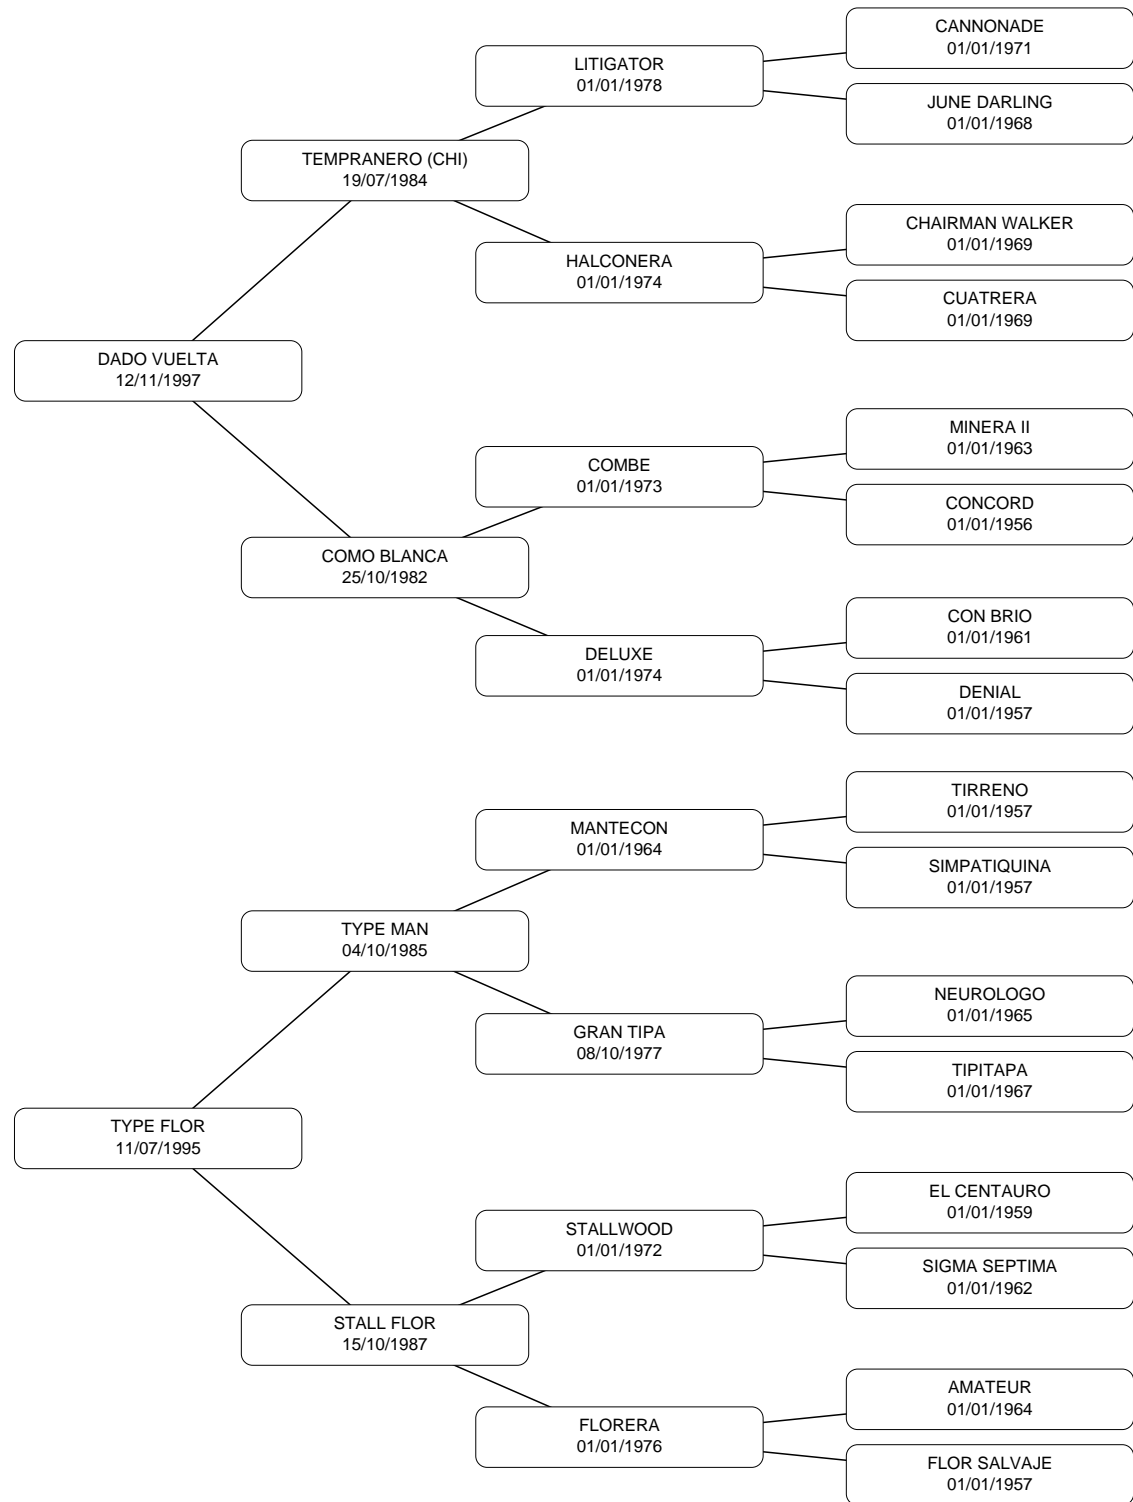 CANNONADE
01/01/1971
LITIGATOR
01/01/1978
JUNE DARLING
01/01/1968
TEMPRANERO (CHI)
19/07/1984
CHAIRMAN WALKER
01/01/1969
HALCONERA
01/01/1974
CUATRERA
01/01/1969
DADO VUELTA
12/11/1997
MINERA II
01/01/1963
COMBE
01/01/1973
CONCORD
01/01/1956
COMO BLANCA
25/10/1982
CON BRIO
01/01/1961
DELUXE
01/01/1974
DENIAL
01/01/1957
TIRRENO
01/01/1957
MANTECON
01/01/1964
SIMPATIQUINA
01/01/1957
TYPE MAN
04/10/1985
NEUROLOGO
01/01/1965
GRAN TIPA
08/10/1977
TIPITAPA
01/01/1967
TYPE FLOR
11/07/1995
EL CENTAURO
01/01/1959
STALLWOOD
01/01/1972
SIGMA SEPTIMA
01/01/1962
STALL FLOR
15/10/1987
AMATEUR
01/01/1964
FLORERA
01/01/1976
FLOR SALVAJE
01/01/1957